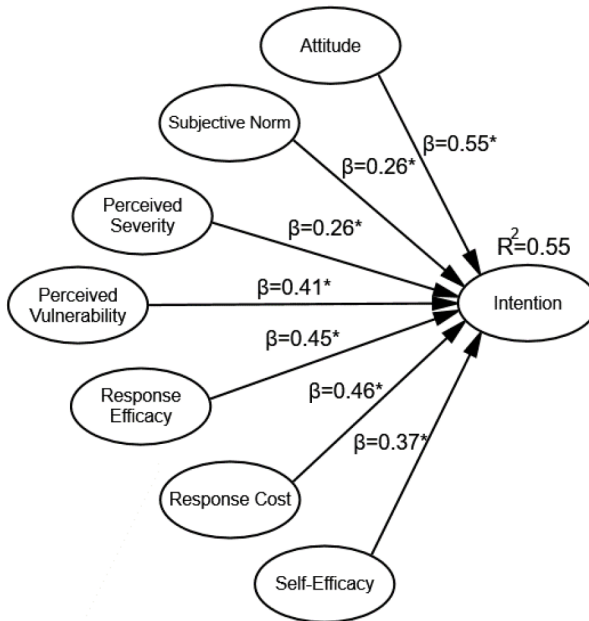 Attitude
Subjective Norm
β=0.55*
β=0.26*
Perceived
Severity
β=0.26*
R²=0.55
Perceived
Vulnerability
β=0.41*
Intention
β=0.45*
Response
Efficacy
β=0.46*
β=0.37*
Response Cost
Self-Efficacy